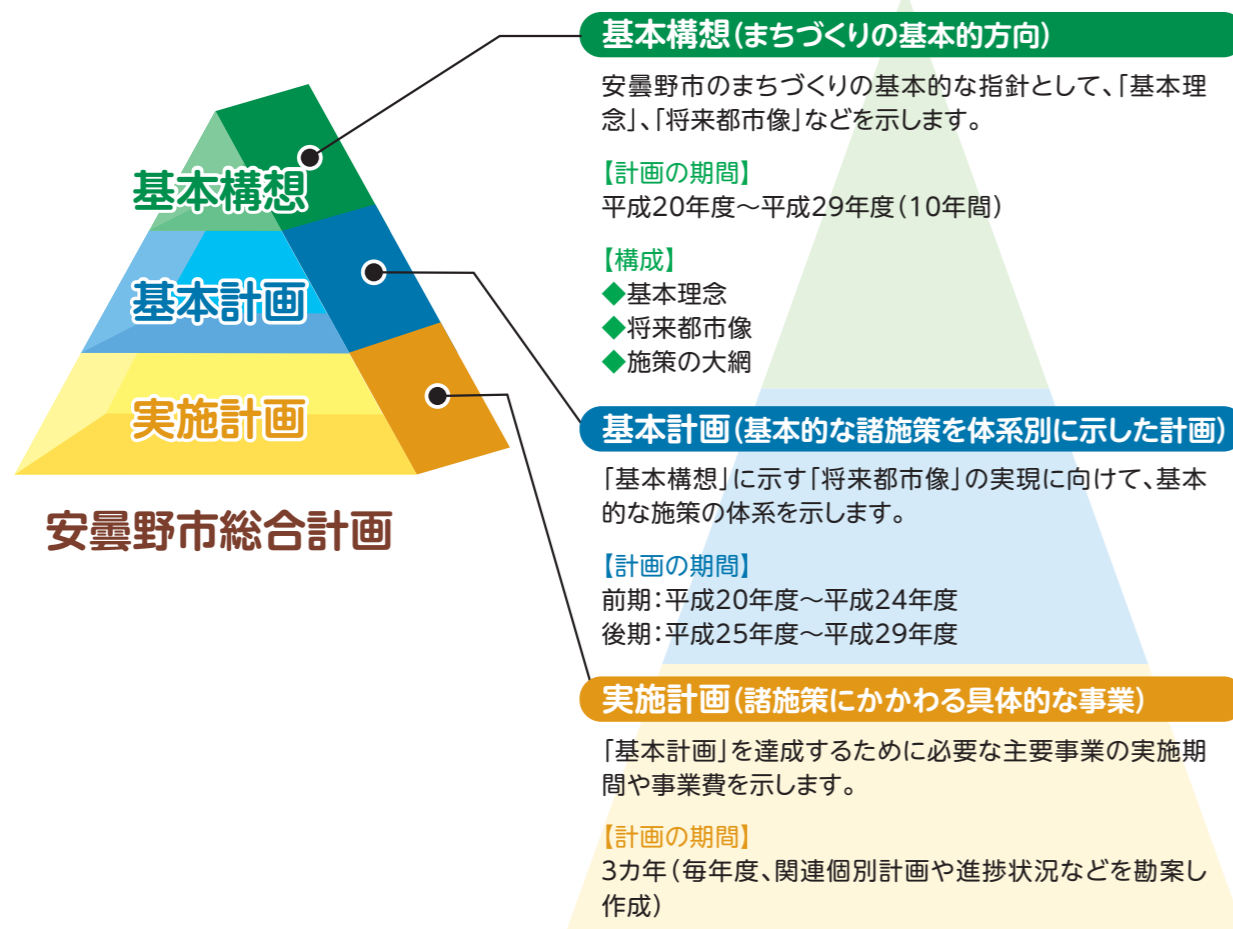 基本構想
基本計画
実施計画
安曇野市総合計画
基本構想(まちづくりの基本的方向)
安曇野市のまちづくりの基本的な指針として、「基本理
念」、「将来都市像」などを示します。
【計画の期間】
平成20年度〜平成29年度(10年間)
【構成】
◆基本理念
◆将来都市像
◆施策の大網
基本計画(基本的な諸施策を体系別に示した計画)
「基本構想」に示す「将来都市像」の実現に向けて、基本
的な施策の体系を示します。
【計画の期間】
前期:平成20年度〜平成24年度
後期:平成25年度〜平成29年度
実施計画(諸施策にかかわる具体的な事業)
「基本計画」を達成するために必要な主要事業の実施期
間や事業費を示します。
【計画の期間】
3カ年(毎年度、関連個別計画や進捗状況などを勘案し
作成)